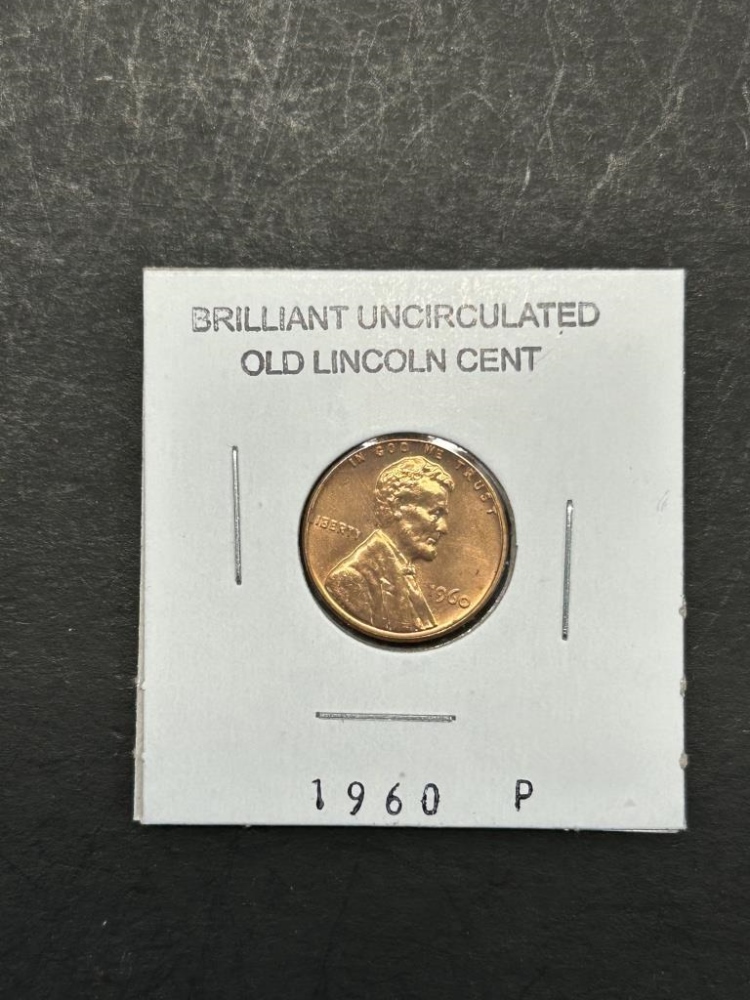 BRILLIANT UNCIRCULATED
OLD LINCOLN CENT
IN GOD WE TRUST
LIBERTY
1960
1960 P